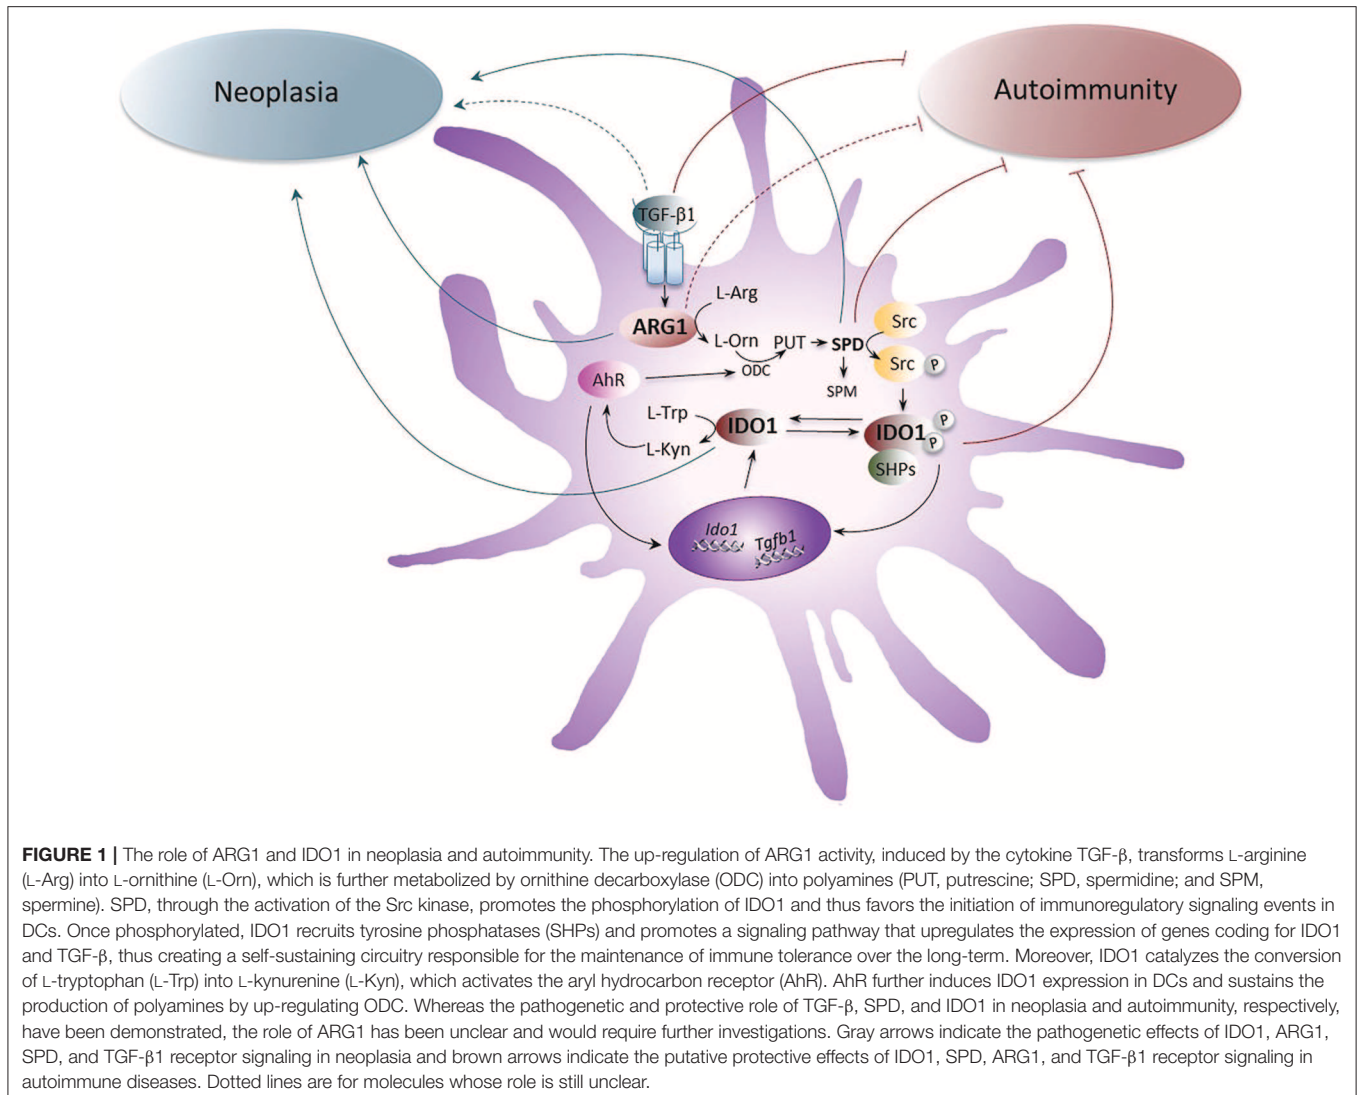 Neoplasia
Autoimmunity
TGF-β1
L-Arg
ARG1
L-Orn
PUT
SPD
Src
Src
P
ODC
SPM
AhR
L-Trp
IDO1
L-Kyn
IDO1
P
P
SHPs
Ido1
Tgfb1
FIGURE 1 | The role of ARG1 and IDO1 in neoplasia and autoimmunity. The up-regulation of ARG1 activity, induced by the cytokine TGF-β, transforms L-arginine
(L-Arg) into L-ornithine (L-Orn), which is further metabolized by ornithine decarboxylase (ODC) into polyamines (PUT, putrescine; SPD, spermidine; and SPM,
spermine). SPD, through the activation of the Src kinase, promotes the phosphorylation of IDO1 and thus favors the initiation of immunoregulatory signaling events in
DCs. Once phosphorylated, IDO1 recruits tyrosine phosphatases (SHPs) and promotes a signaling pathway that upregulates the expression of genes coding for IDO1
and TGF-β, thus creating a self-sustaining circuitry responsible for the maintenance of immune tolerance over the long-term. Moreover, IDO1 catalyzes the conversion
of L-tryptophan (L-Trp) into L-kynurenine (L-Kyn), which activates the aryl hydrocarbon receptor (AhR). AhR further induces IDO1 expression in DCs and sustains the
production of polyamines by up-regulating ODC. Whereas the pathogenetic and protective role of TGF-β, SPD, and IDO1 in neoplasia and autoimmunity, respectively,
have been demonstrated, the role of ARG1 has been unclear and would require further investigations. Gray arrows indicate the pathogenetic effects of IDO1, ARG1,
SPD, and TGF-β1 receptor signaling in neoplasia and brown arrows indicate the putative protective effects of IDO1, SPD, ARG1, and TGF-β1 receptor signaling in
autoimmune diseases. Dotted lines are for molecules whose role is still unclear.